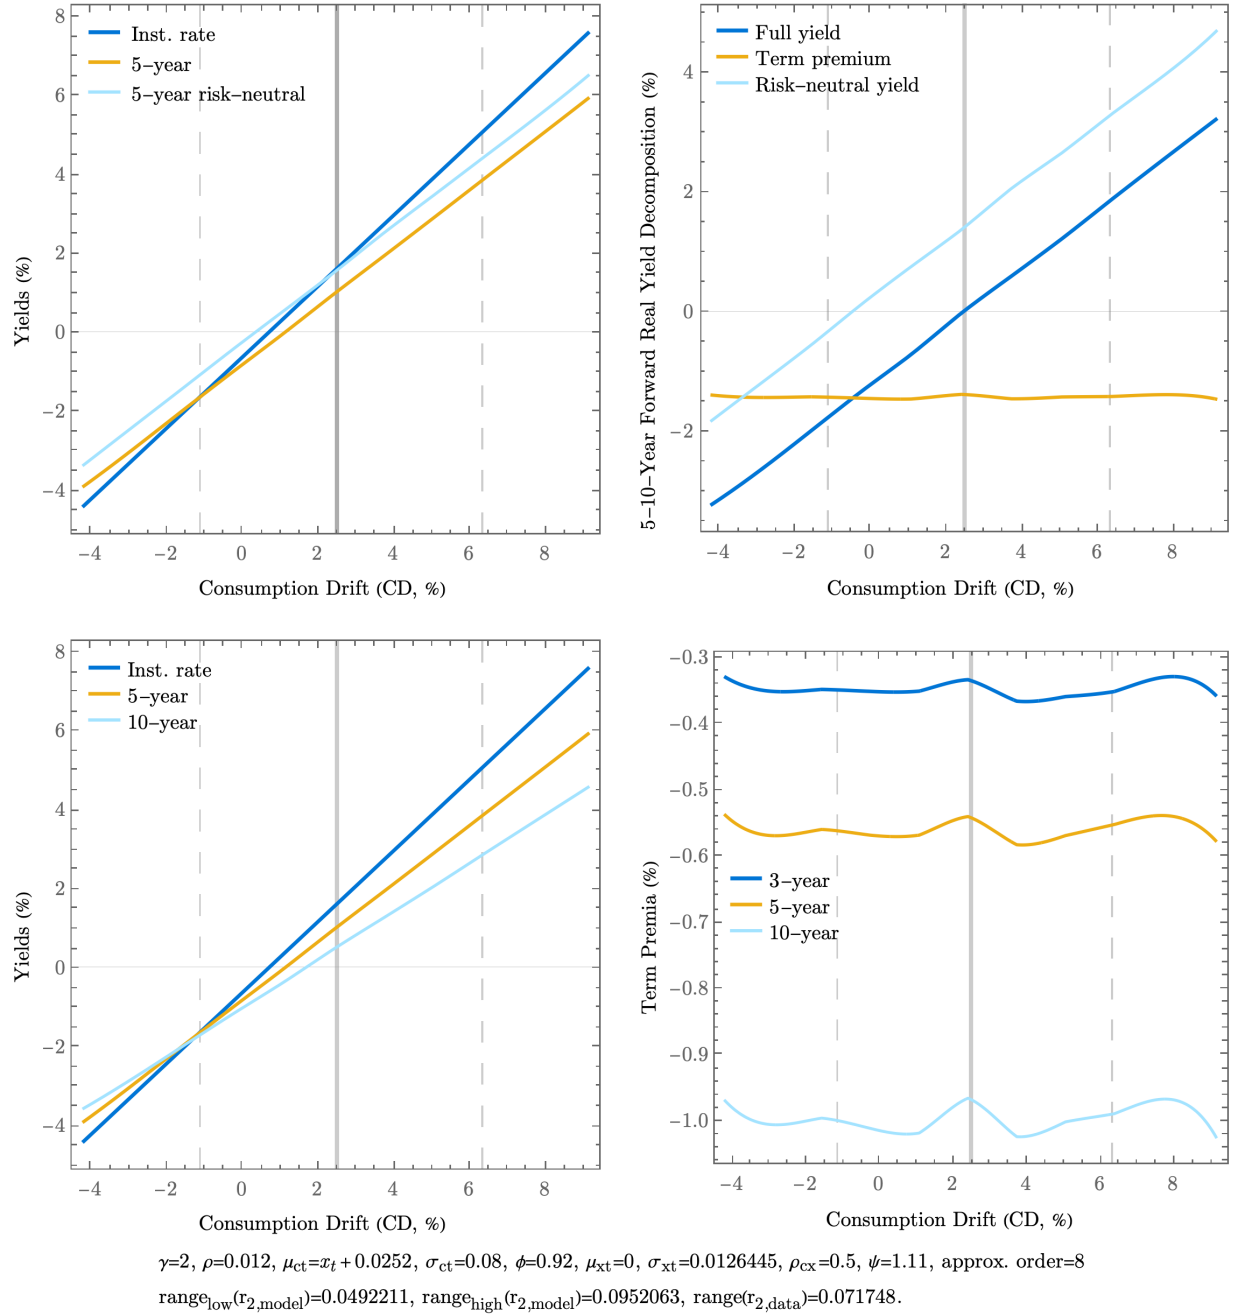 Inst. rate
5−year
5−year risk−neutral
8
6
4
2
0
−2
−4
Yields (%)
−4 −2 0 2 4 6 8
Consumption Drift (CD, %)
Full yield
Term premium
Risk−neutral yield
4
2
0
−2
5−10−Year Forward Real Yield Decomposition (%)
−4 −2 0 2 4 6 8
Consumption Drift (CD, %)
Inst. rate
5−year
10−year
8
6
4
2
0
−2
−4
Yields (%)
−4 −2 0 2 4 6 8
Consumption Drift (CD, %)
−0.3
−0.4
−0.5
−0.6
−0.7
−0.8
−0.9
−1.0
3−year
5−year
10−year
Term Premia (%)
−4 −2 0 2 4 6 8
Consumption Drift (CD, %)
γ=2, ρ=0.012, μct=xt+0.0252, σct=0.08, ϕ=0.92, μxt=0, σxt=0.0126445, ρcx=0.5, ψ=1.11, approx. order=8
rangelow(r2,model)=0.0492211, rangehigh(r2,model)=0.0952063, range(r2,data)=0.071748.